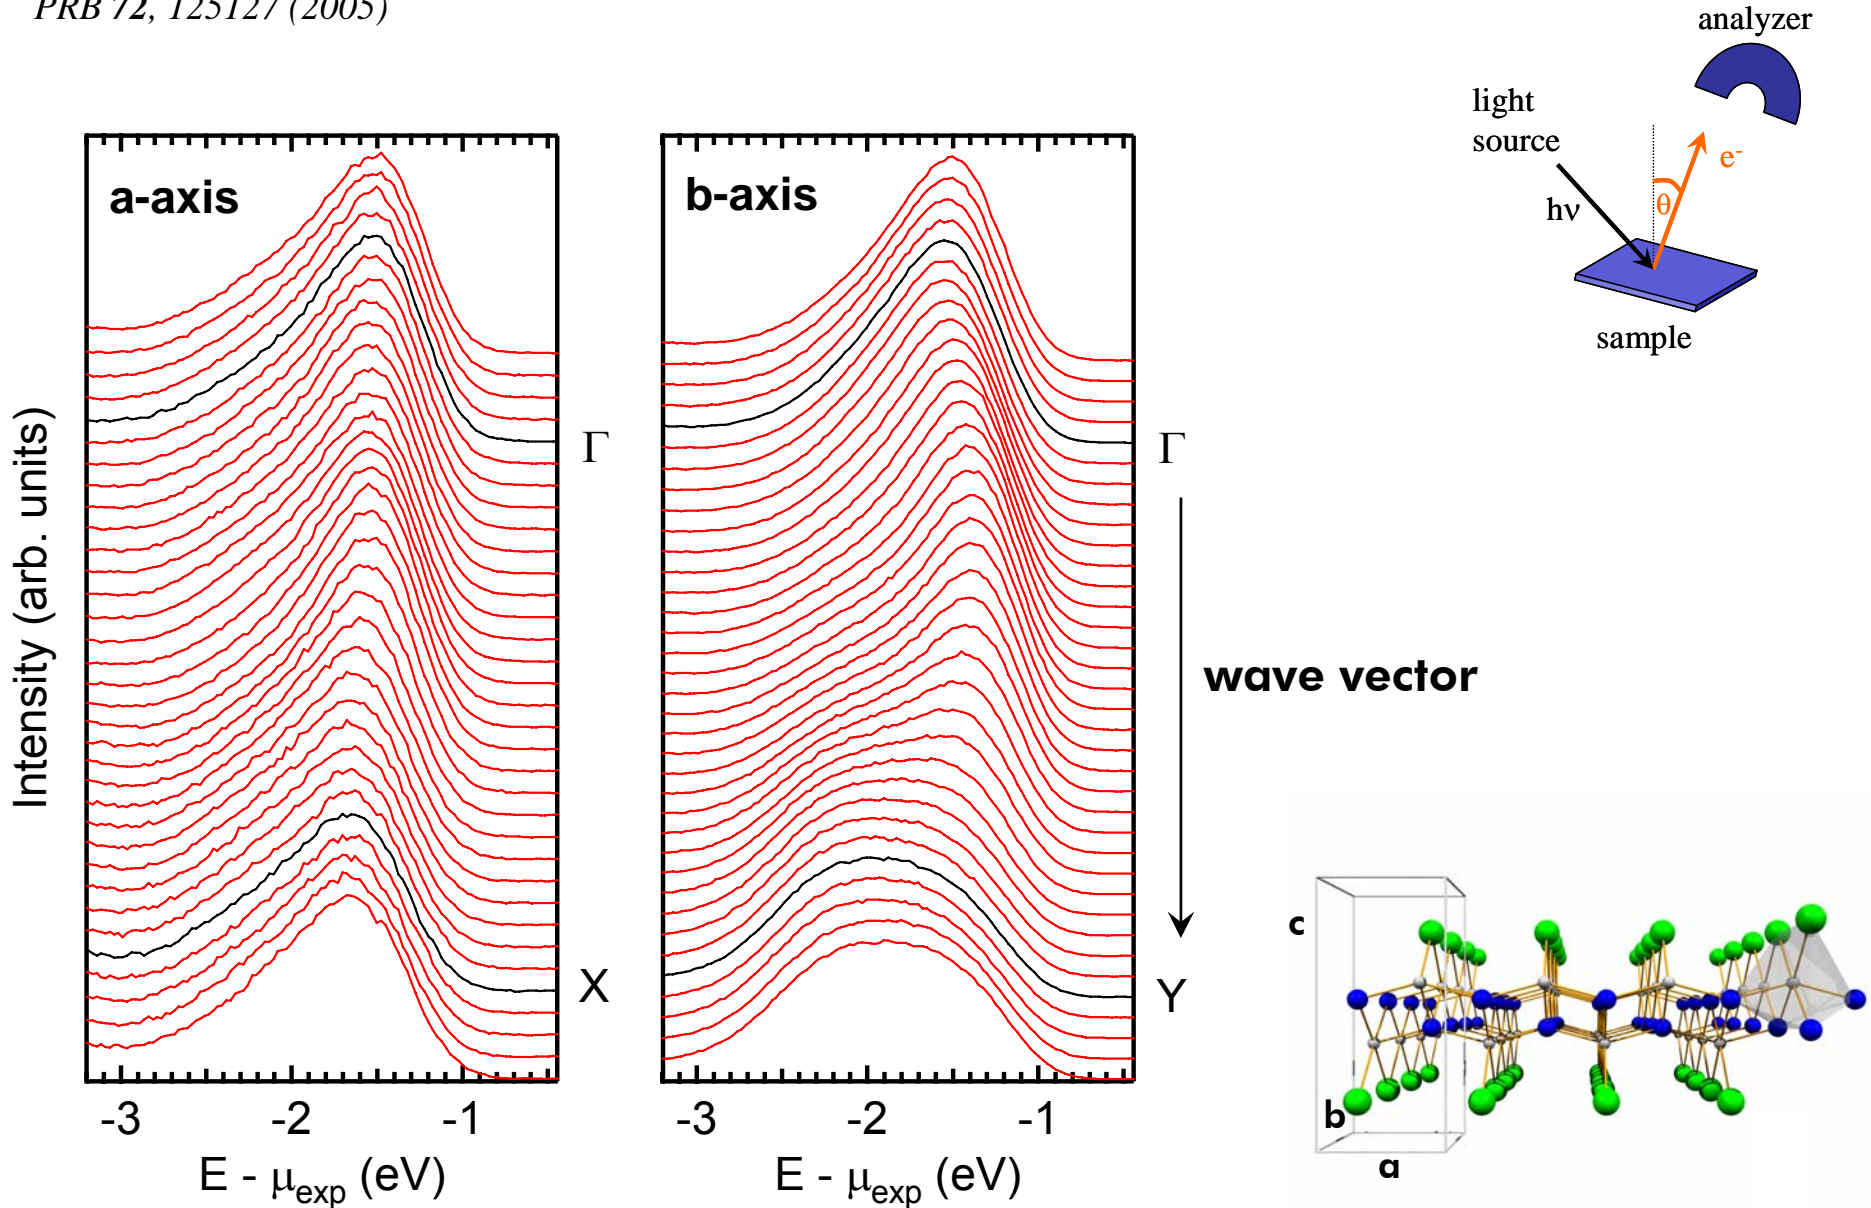 PRB 72, 125127 (2005)
analyzer
light
source
e-
hν
θ
sample
a-axis
b-axis
Intensity (arb. units)
Γ
Γ
wave vector
X
Y
-3 -2 -1
-3 -2 -1
E - μexp (eV)
E - μexp (eV)
c
b
a